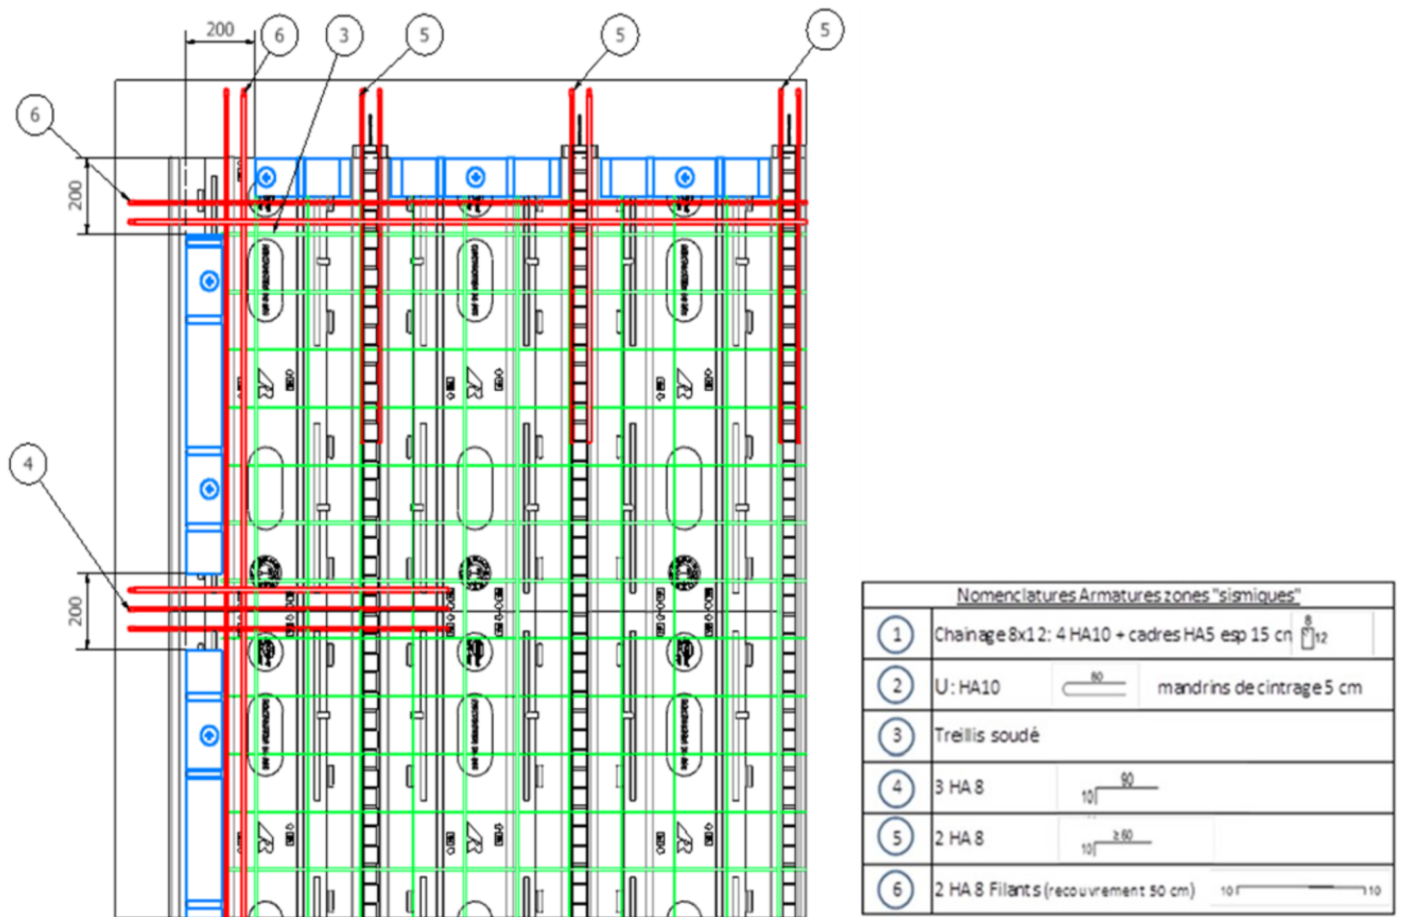 200
6
3
5
5
5
6
200
4
200
Nomenclatures Armatures zones "sismiques"
1 Chainage 8x12: 4 HA10 + cadres HA5 esp 15 cm 8 12
2 U: HA10 80 mandrins de cintrage 5 cm
3 Treillis soudé
4 3 HA 8 10 90
5 2 HA 8 10 ≥60
6 2 HA 8 Filants (recouvrement 50 cm) 10 10